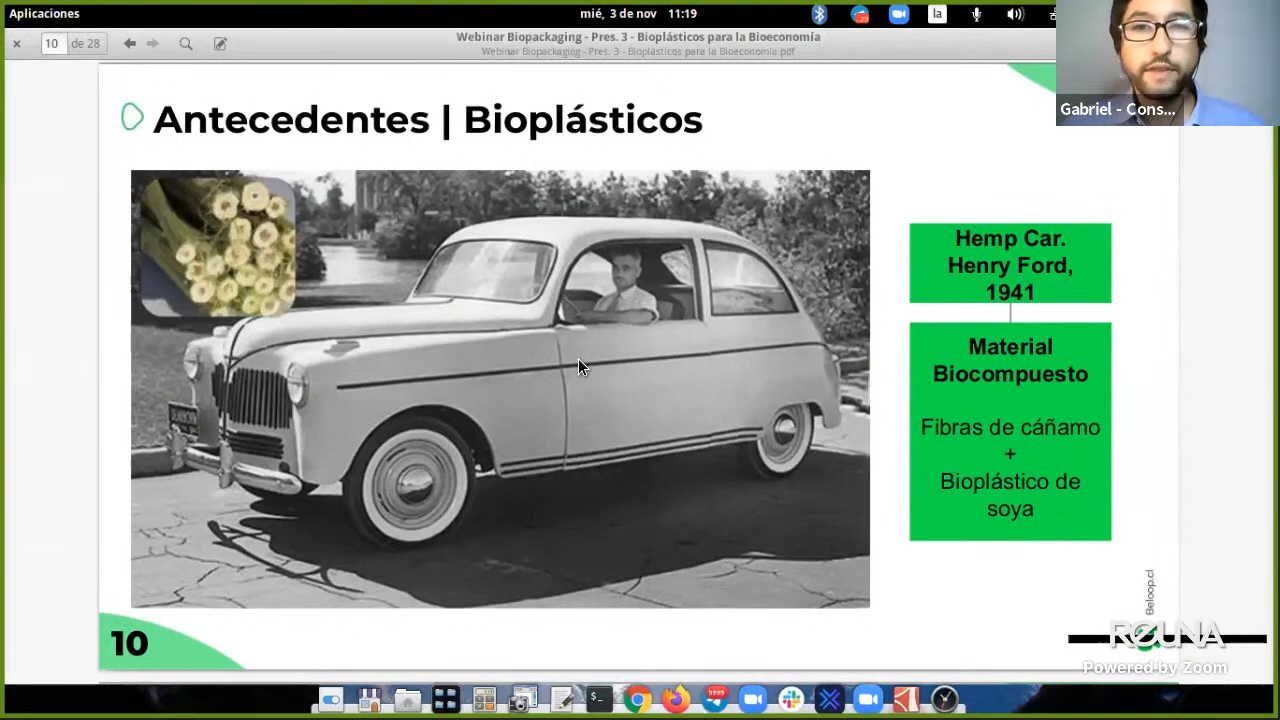 Aplicaciones
mié, 3 de nov 11:19
la
10 de 28
Webinar Biopackaging - Pres. 3 - Bioplásticos para la Bioeconomía
Webinar Biopackaging - Pres. 3 - Bioplasticos para la Bioeconomía.pdf
Gabriel - Cons...
Antecedentes | Bioplásticos
Hemp Car.
Henry Ford,
1941
Material
Biocompuesto
Fibras de cáñamo
+
Bioplástico de
soya
Beloop.cl
10
REUNA
Powered by Zoom